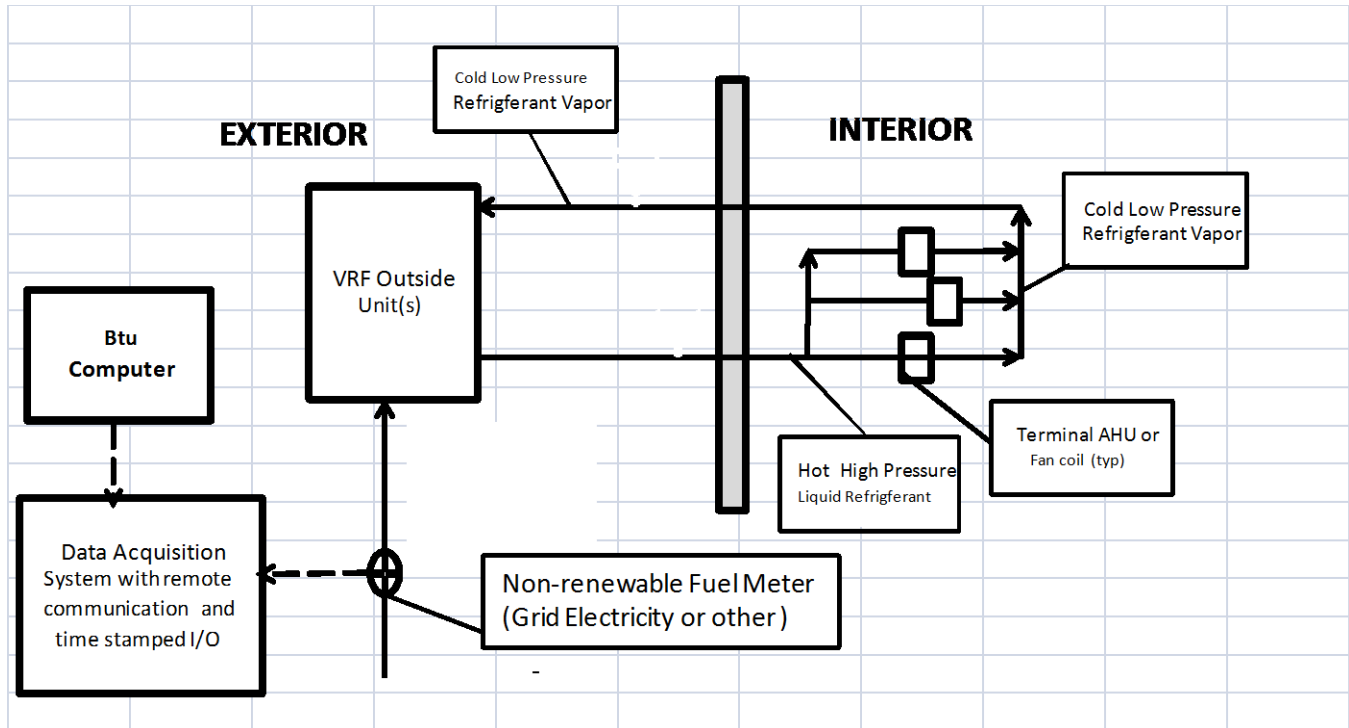 Cold Low Pressure
Refrigferant Vapor
EXTERIOR
INTERIOR
Cold Low Pressure
Refrigferant Vapor
VRF Outside
Unit(s)
Btu
Computer
Terminal AHU or
Fan coil (typ)
Hot High Pressure
Liquid Refrigferant
Data Acquisition
System with remote
communication and
time stamped I/O
Non-renewable Fuel Meter
(Grid Electricity or other )
-